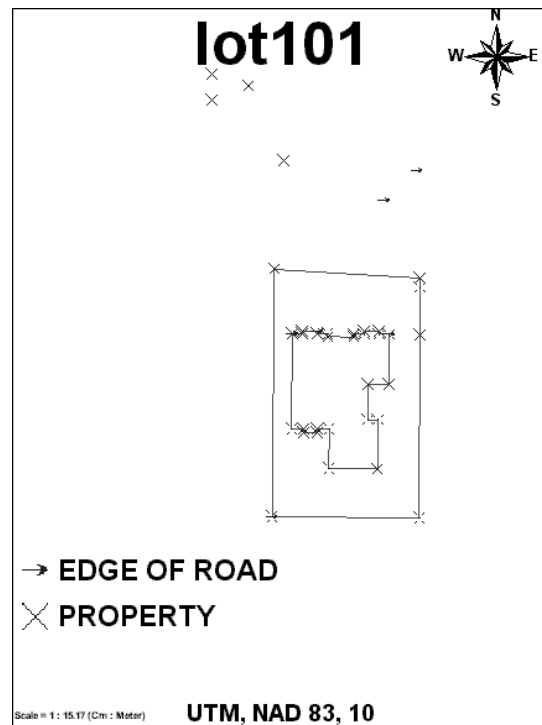 lot101
N
W E
S
EDGE OF ROAD
PROPERTY
Scale = 1 : 15.17 (Cm : Meter)
UTM, NAD 83, 10